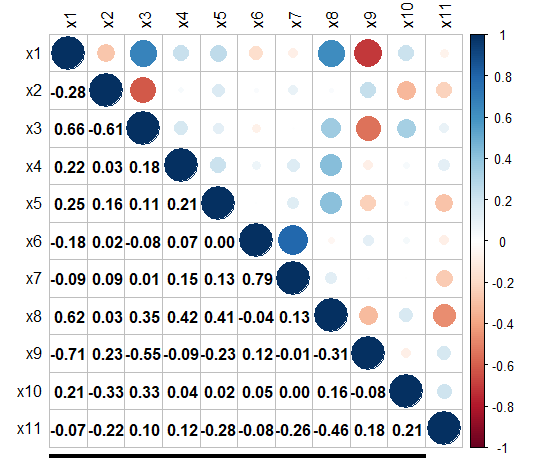 x1 x2 x3 x4 x5 x6 x7 x8 x9 x10 x11
x1
x2 -0.28
x3 0.66 -0.61
x4 0.22 0.03 0.18
x5 0.25 0.16 0.11 0.21
x6 -0.18 0.02 -0.08 0.07 0.00
x7 -0.09 0.09 0.01 0.15 0.13 0.79
x8 0.62 0.03 0.35 0.42 0.41 -0.04 0.13
x9 -0.71 0.23 -0.55 -0.09 -0.23 0.12 -0.01 -0.31
x10 0.21 -0.33 0.33 0.04 0.02 0.05 0.00 0.16 -0.08
x11 -0.07 -0.22 0.10 0.12 -0.28 -0.08 -0.26 -0.46 0.18 0.21
1
0.8
0.6
0.4
0.2
0
-0.2
-0.4
-0.6
-0.8
-1